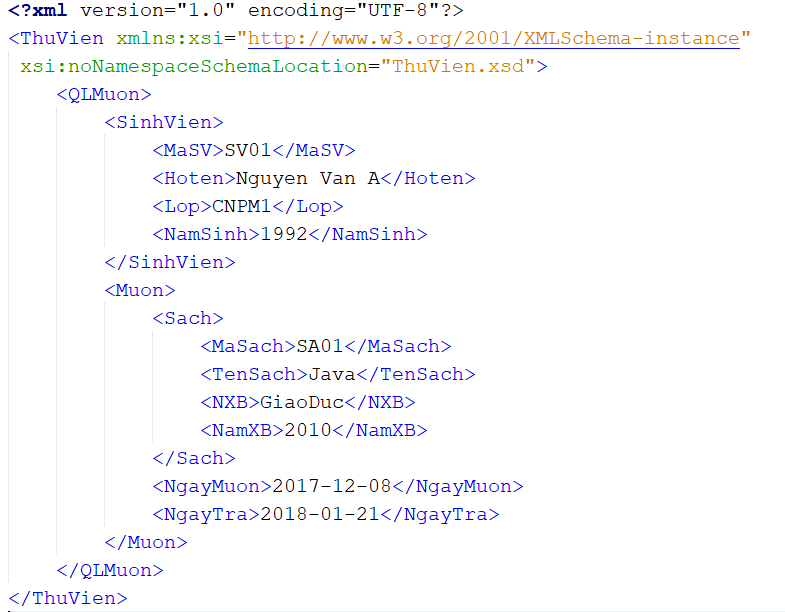 <?xml version="1.0" encoding="UTF-8"?>
<ThuVien xmlns:xsi="http://www.w3.org/2001/XMLSchema-instance"
xsi:noNamespaceSchemaLocation="ThuVien.xsd">
<QLMuon>
<SinhVien>
<MaSV>SV01</MaSV>
<Hoten>Nguyen Van A</Hoten>
<Lop>CNPM1</Lop>
<NamSinh>1992</NamSinh>
</SinhVien>
<Muon>
<Sach>
<MaSach>SA01</MaSach>
<TenSach>Java</TenSach>
<NXB>GiaoDuc</NXB>
<NamXB>2010</NamXB>
</Sach>
<NgayMuon>2017-12-08</NgayMuon>
<NgayTra>2018-01-21</NgayTra>
</Muon>
</QLMuon>
</ThuVien>